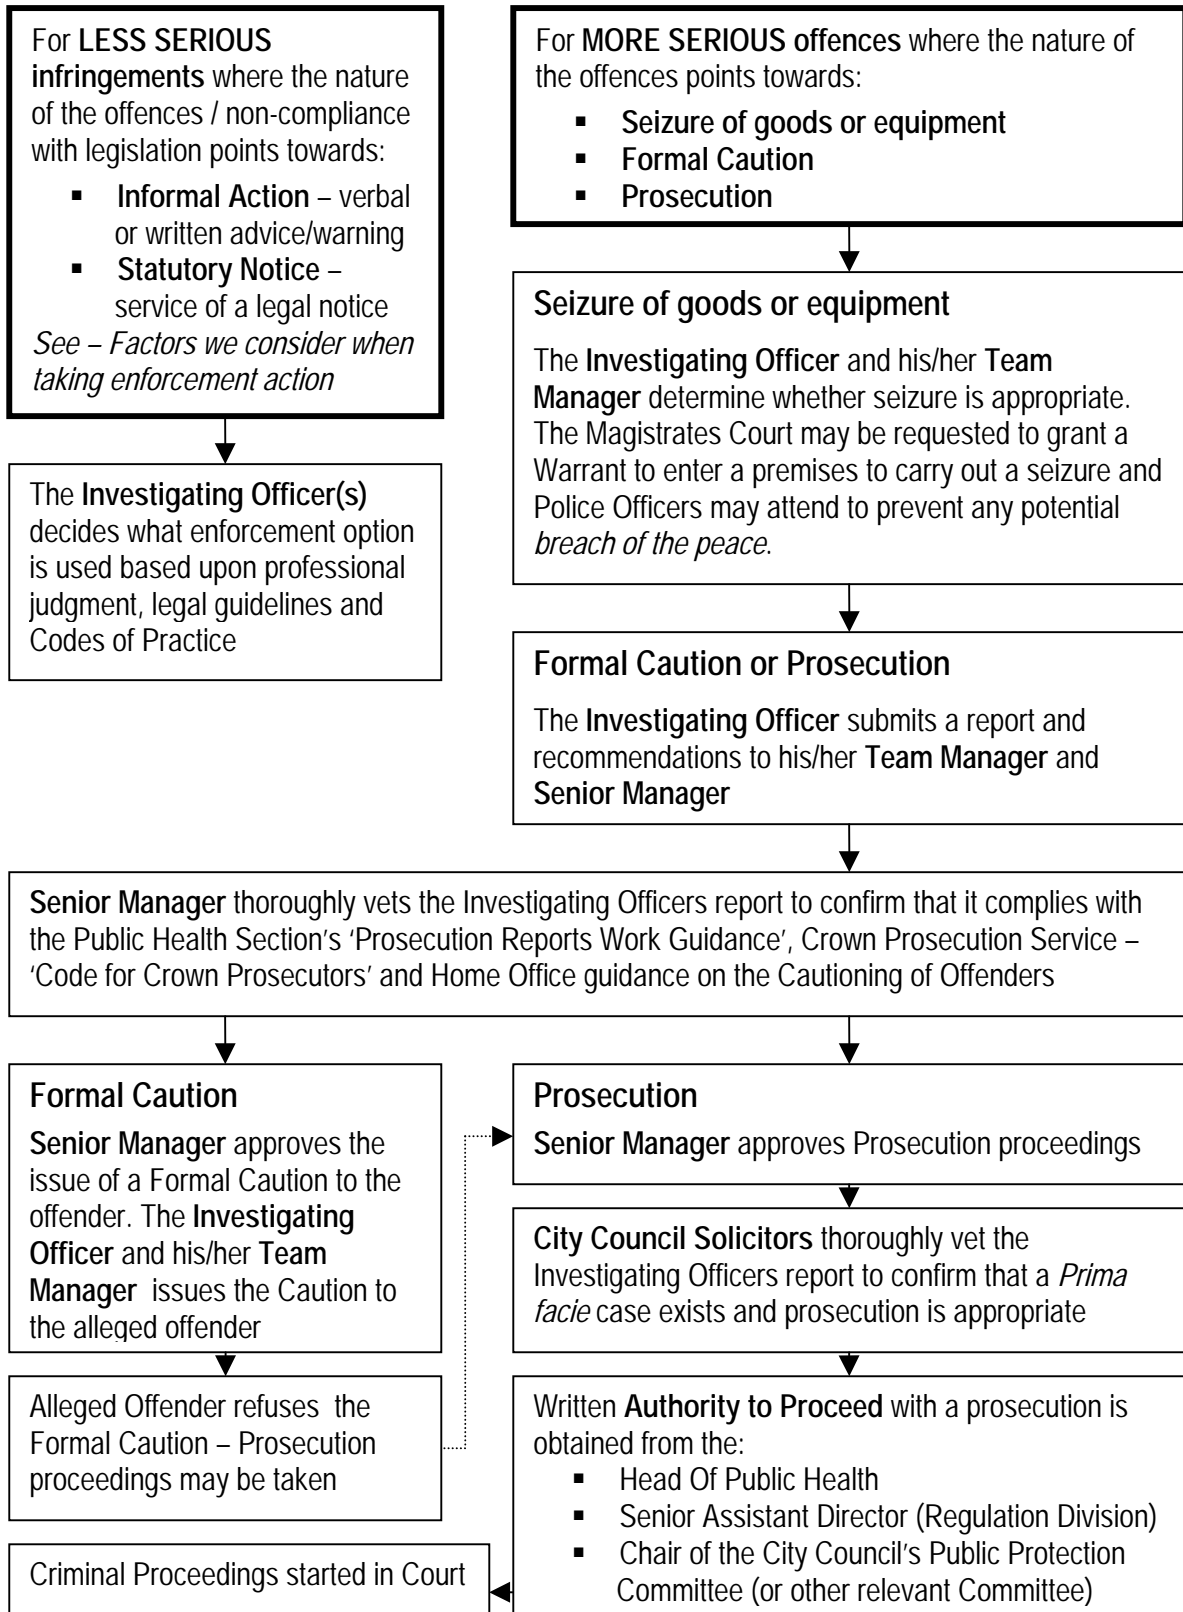 For LESS SERIOUS
infringements where the nature
of the offences / non-compliance
with legislation points towards:
▪ Informal Action – verbal
or written advice/warning
▪ Statutory Notice –
service of a legal notice
See – Factors we consider when
taking enforcement action
For MORE SERIOUS offences where the nature of
the offences points towards:
▪ Seizure of goods or equipment
▪ Formal Caution
▪ Prosecution
The Investigating Officer(s)
decides what enforcement option
is used based upon professional
judgment, legal guidelines and
Codes of Practice
Seizure of goods or equipment
The Investigating Officer and his/her Team
Manager determine whether seizure is appropriate.
The Magistrates Court may be requested to grant a
Warrant to enter a premises to carry out a seizure and
Police Officers may attend to prevent any potential
breach of the peace.
Formal Caution or Prosecution
The Investigating Officer submits a report and
recommendations to his/her Team Manager and
Senior Manager
Senior Manager thoroughly vets the Investigating Officers report to confirm that it complies with
the Public Health Section's ‘Prosecution Reports Work Guidance’, Crown Prosecution Service –
‘Code for Crown Prosecutors’ and Home Office guidance on the Cautioning of Offenders
Formal Caution
Senior Manager approves the
issue of a Formal Caution to the
offender. The Investigating
Officer and his/her Team
Manager issues the Caution to
the alleged offender
Prosecution
Senior Manager approves Prosecution proceedings
City Council Solicitors thoroughly vet the
Investigating Officers report to confirm that a Prima
facie case exists and prosecution is appropriate
Alleged Offender refuses the
Formal Caution – Prosecution
proceedings may be taken
Written Authority to Proceed with a prosecution is
obtained from the:
▪ Head Of Public Health
▪ Senior Assistant Director (Regulation Division)
▪ Chair of the City Council's Public Protection
Committee (or other relevant Committee)
Criminal Proceedings started in Court